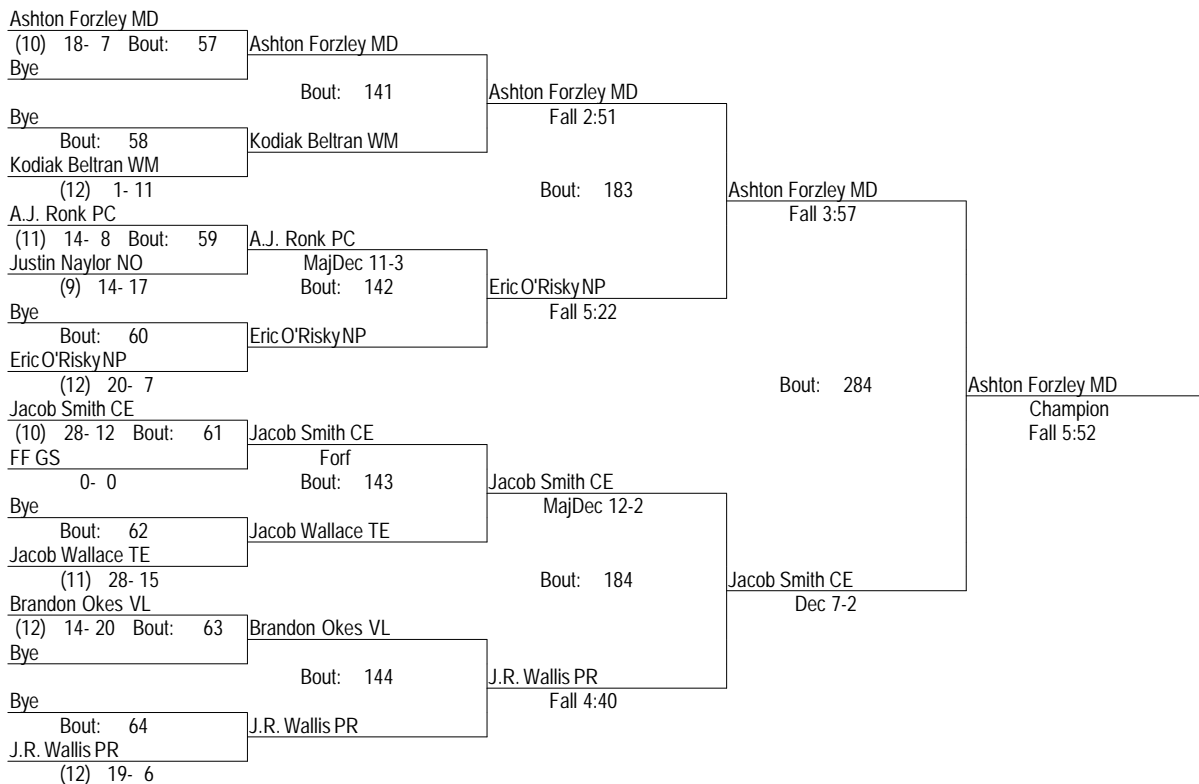 Ashton Forzley MD
(10) 18- 7 Bout: 57
Ashton Forzley MD
Bye
Bout: 141
Ashton Forzley MD
Bye
Fall 2:51
Bout: 58
Kodiak Beltran WM
Kodiak Beltran WM
(12) 1- 11
Bout: 183
Ashton Forzley MD
A.J. Ronk PC
Fall 3:57
(11) 14- 8 Bout: 59
A.J. Ronk PC
Justin Naylor NO
MajDec 11-3
(9) 14- 17
Bout: 142
Eric O'Risky NP
Bye
Fall 5:22
Bout: 60
Eric O'Risky NP
Eric O'Risky NP
(12) 20- 7
Bout: 284
Ashton Forzley MD
Jacob Smith CE
Champion
(10) 28- 12 Bout: 61
Jacob Smith CE
Fall 5:52
FF GS
Forf
0- 0
Bout: 143
Jacob Smith CE
Bye
MajDec 12-2
Bout: 62
Jacob Wallace TE
Jacob Wallace TE
(11) 28- 15
Bout: 184
Jacob Smith CE
Brandon Okes VL
Dec 7-2
(12) 14- 20 Bout: 63
Brandon Okes VL
Bye
Bout: 144
J.R. Wallis PR
Bye
Fall 4:40
Bout: 64
J.R. Wallis PR
J.R. Wallis PR
(12) 19- 6